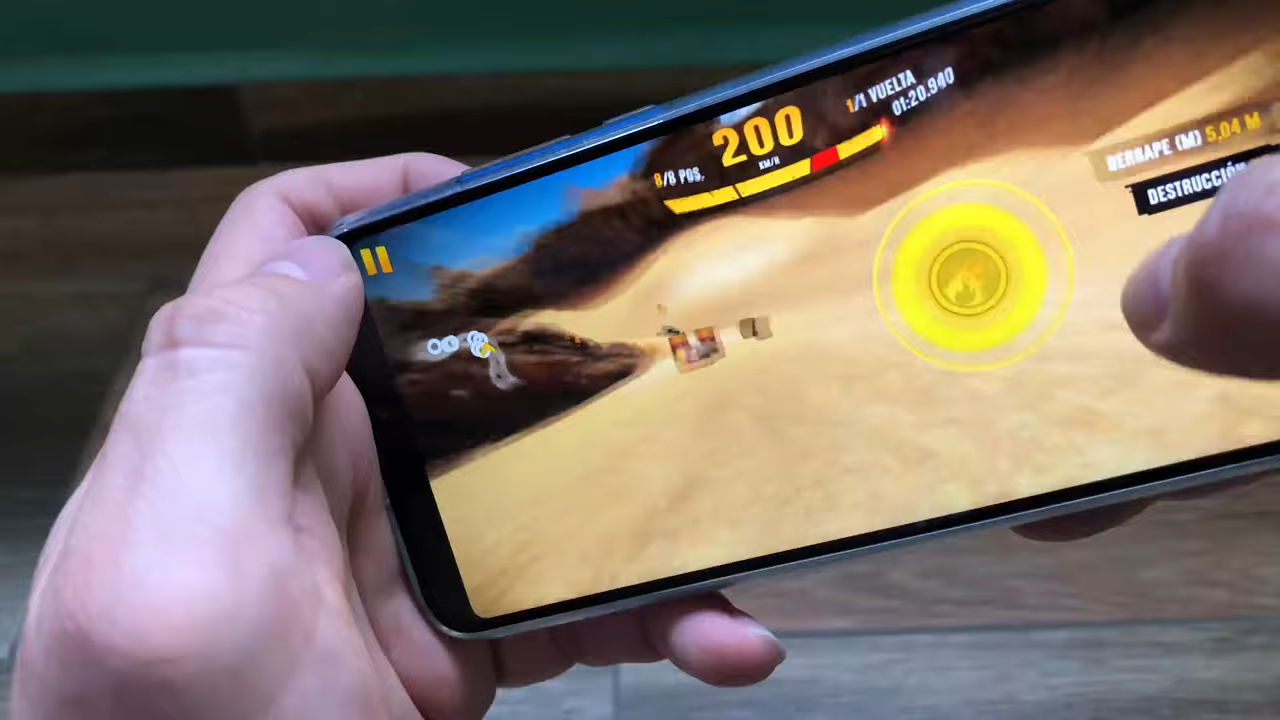 200
KM/H
8/8 POS.
1/1 VUELTA
01:20.940
DERRAPE (M) 5,04 M
DESTRUCCIÓN